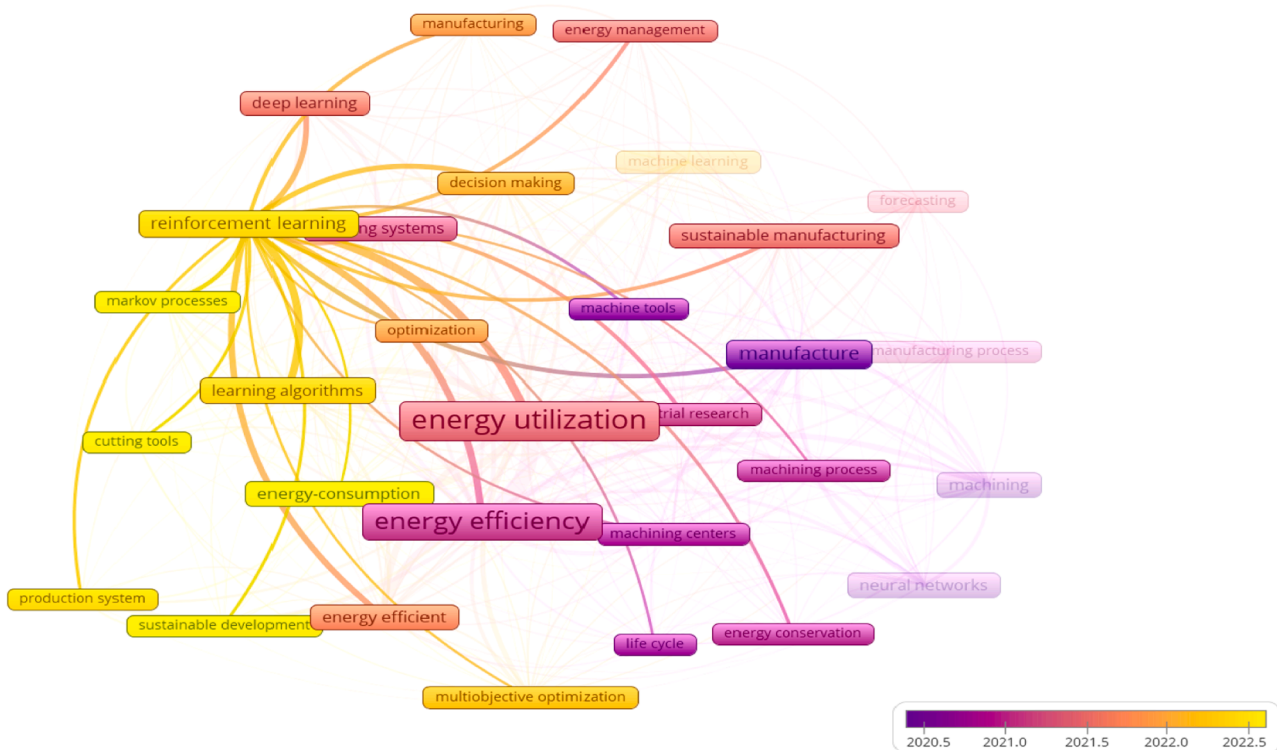 manufacturing
energy management
deep learning
machine learning
decision making
forecasting
reinforcement learning
systems
sustainable manufacturing
markov processes
machine tools
optimization
manufacture
manufacturing process
learning algorithms
energy utilization
research
cutting tools
machining process
energy-consumption
machining
energy efficiency
machining centers
neural networks
production system
energy efficient
sustainable development
energy conservation
life cycle
multiobjective optimization
2020.5 2021.0 2021.5 2022.0 2022.5